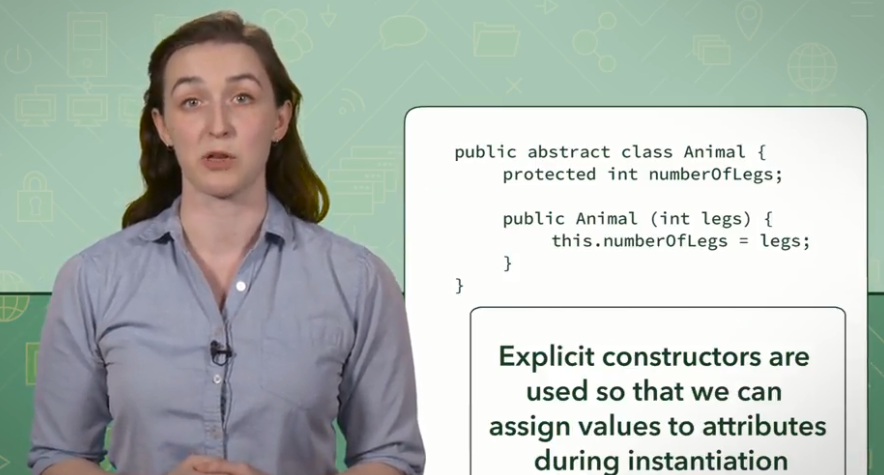 public abstract class Animal {
protected int numberOfLegs;
public Animal (int legs) {
this.numberOfLegs = legs;
}
}
Explicit constructors are
used so that we can
assign values to attributes
during instantiation